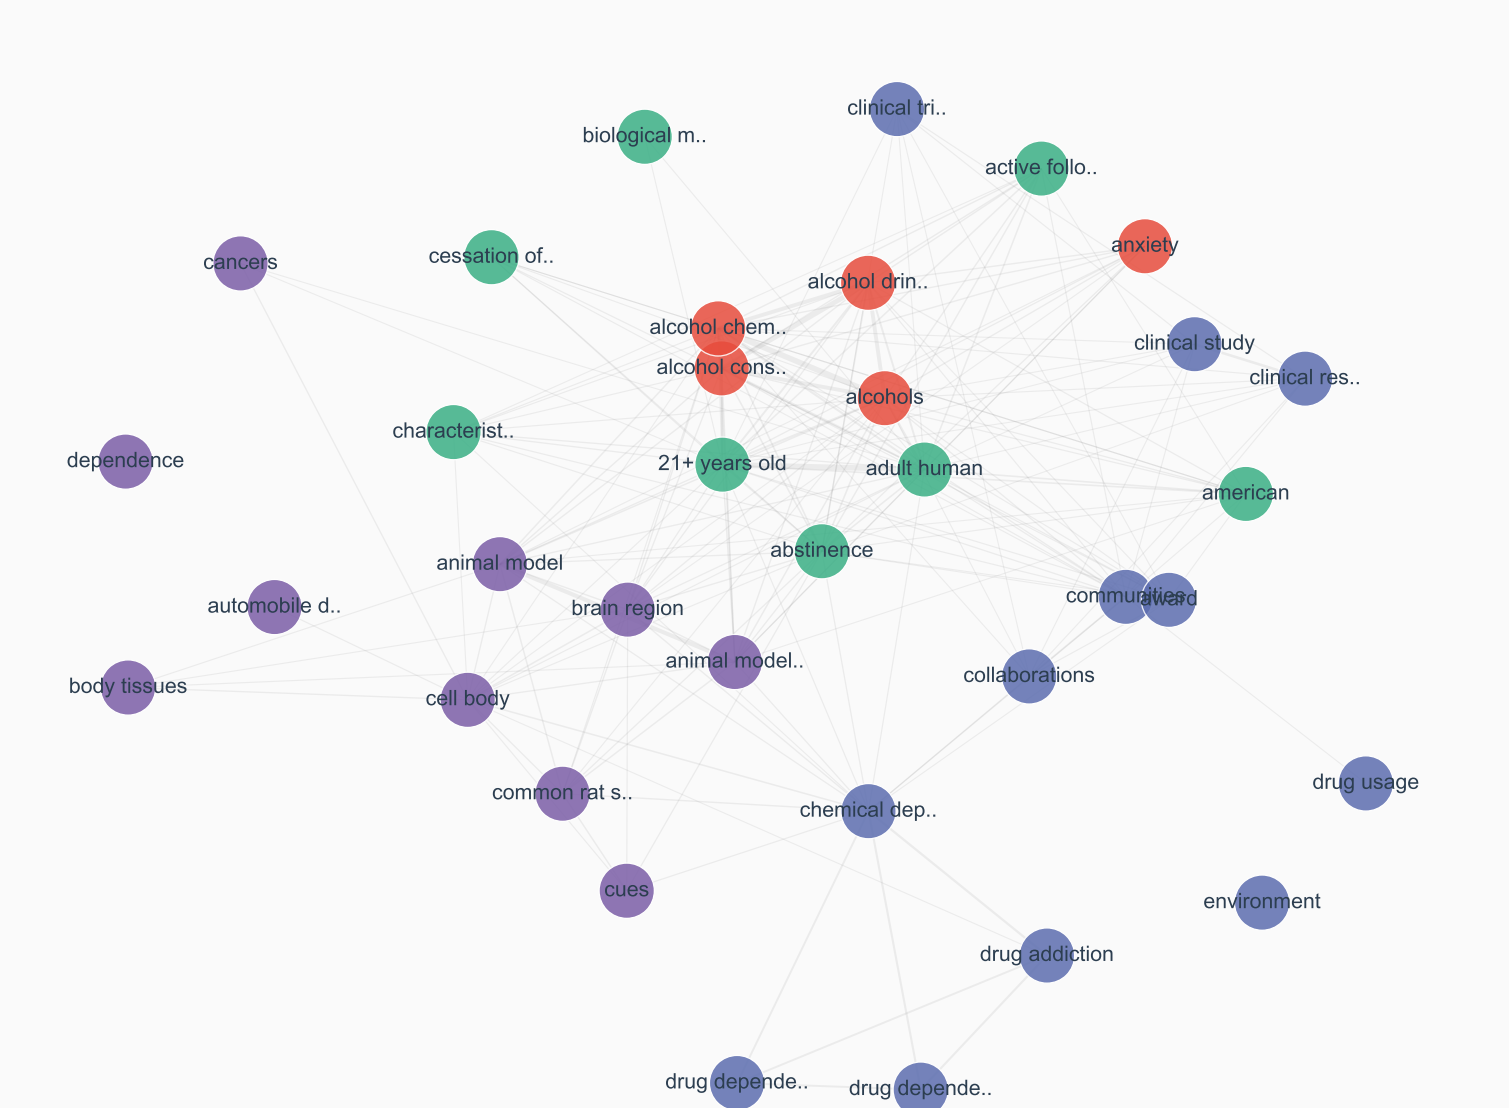 clinical tri..
biological m..
active follo..
anxiety
cessation of..
cancers
alcohol drin..
alcohol chem..
clinical study
alcohol cons..
clinical res..
alcohols
characterist..
dependence
21+ years old
adult human
american
abstinence
animal model
automobile d..
brain region
communities
award
animal model..
collaborations
body tissues
cell body
common rat s..
chemical dep..
drug usage
cues
environment
drug addiction
drug depende..
drug depende..